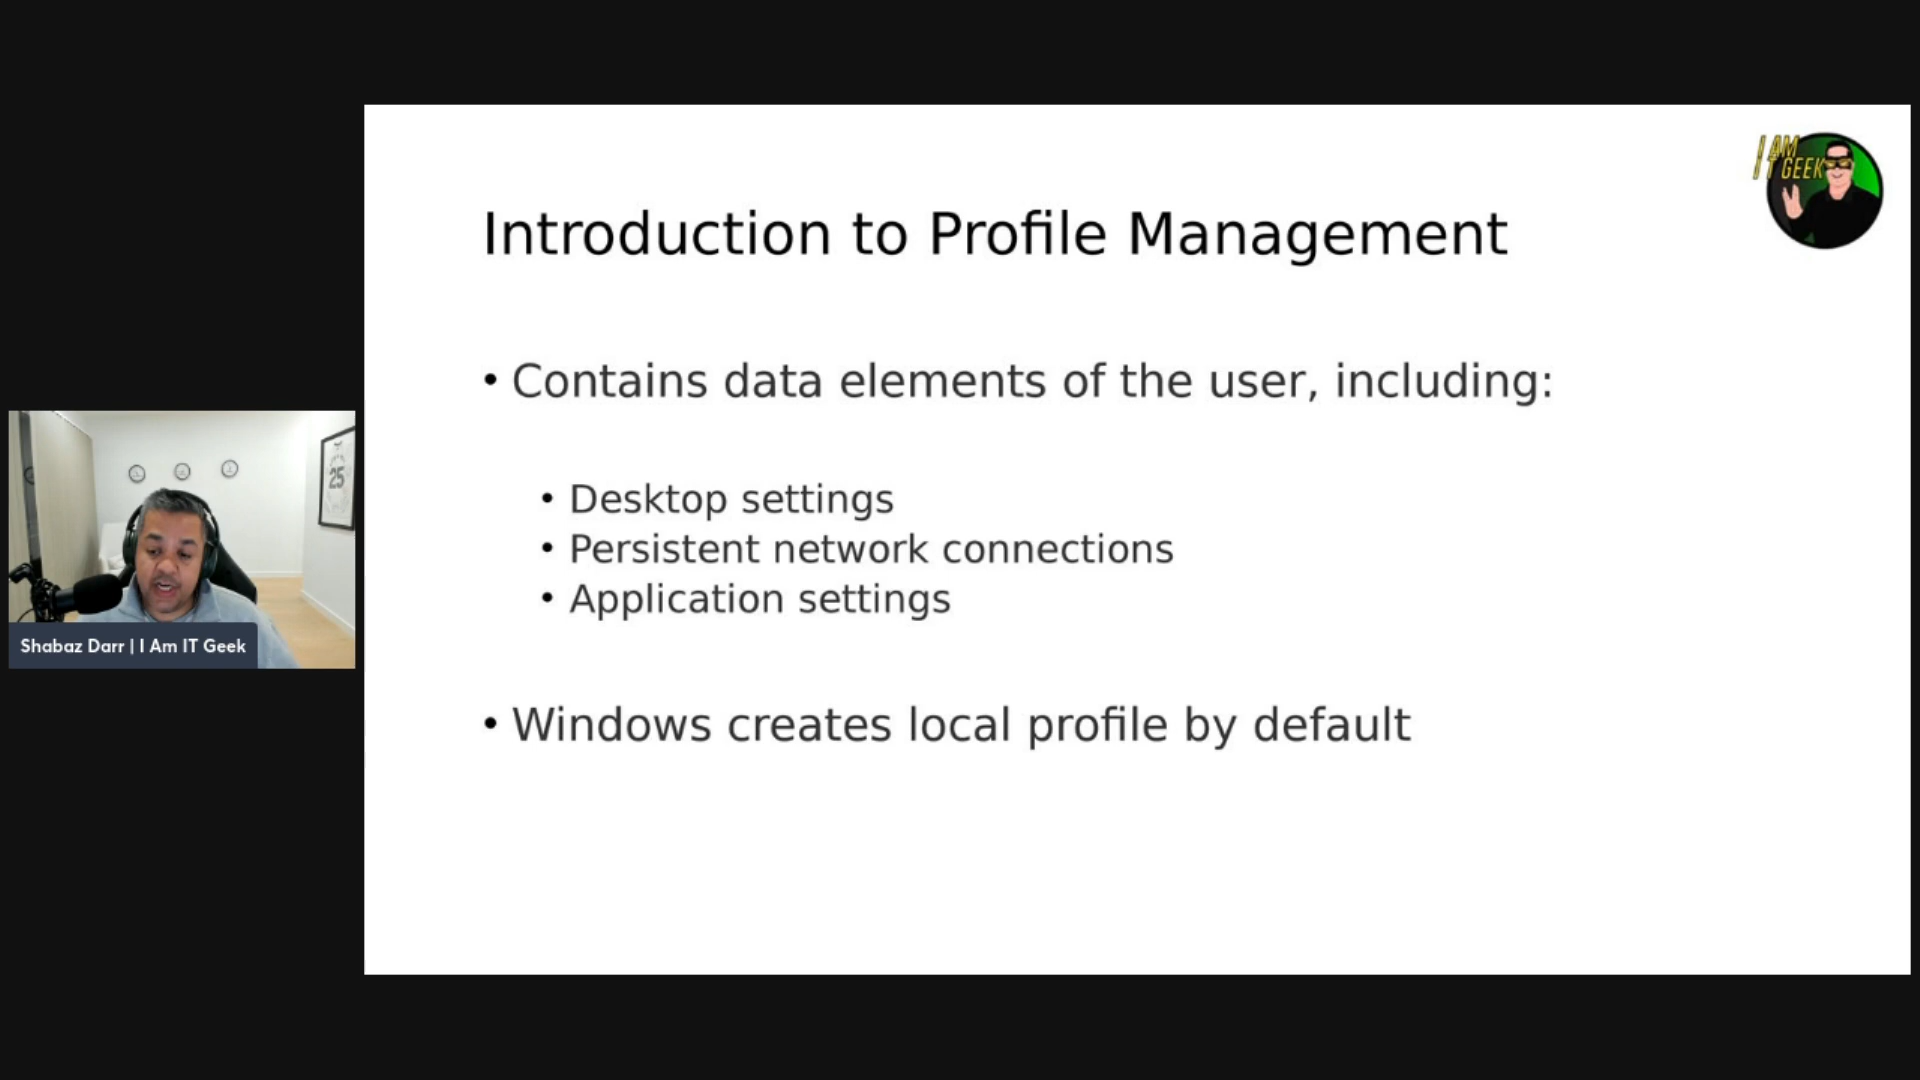 I AM
IT GEEK
Introduction to Profile Management
• Contains data elements of the user, including:
• Desktop settings
• Persistent network connections
• Application settings
• Windows creates local profile by default
25
Shabaz Darr | I Am IT Geek